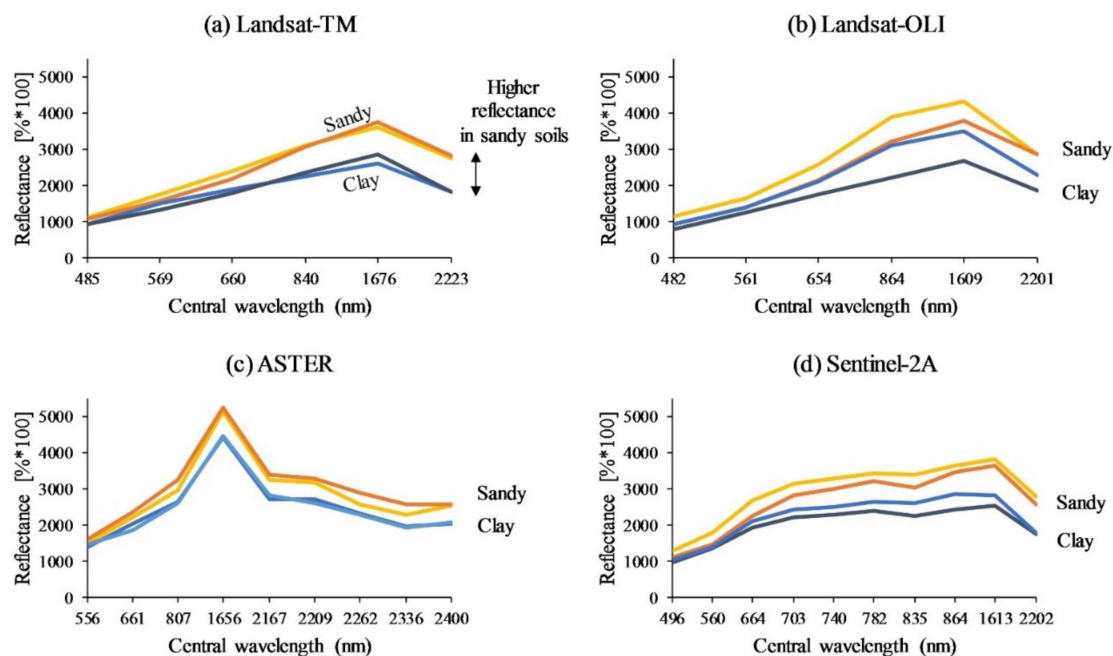 (a) Landsat-TM
Reflectance [%*100]
5000
4000
3000
2000
1000
0
Sandy
Clay
Higher
reflectance
in sandy soils
485 569 660 840 1676 2223
Central wavelength (nm)
(b) Landsat-OLI
Reflectance [%*100]
5000
4000
3000
2000
1000
0
Sandy
Clay
482 561 654 864 1609 2201
Central wavelength (nm)
(c) ASTER
Reflectance [%*100]
5000
4000
3000
2000
1000
0
Sandy
Clay
556 661 807 1656 2167 2209 2262 2336 2400
Central wavelength (nm)
(d) Sentinel-2A
Reflectance [%*100]
5000
4000
3000
2000
1000
0
Sandy
Clay
496 560 664 703 740 782 835 864 1613 2202
Central wavelength (nm)